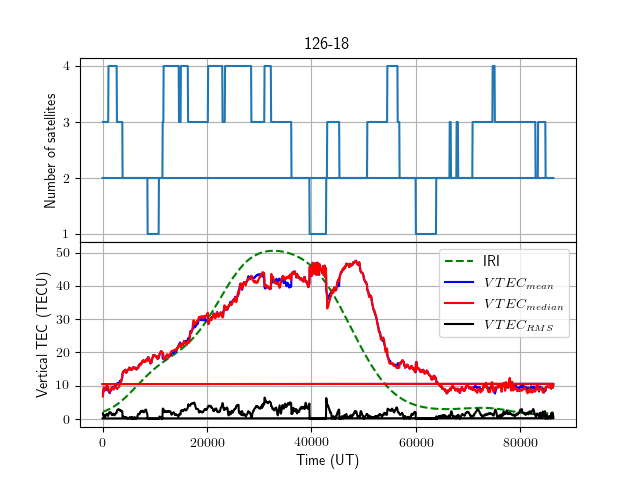 126-18
Number of satellites
4
3
2
1
Vertical TEC (TECU)
50
40
30
20
10
0
IRI
VTEC_mean
VTEC_median
VTEC_RMS
0 20000 40000 60000 80000
Time (UT)